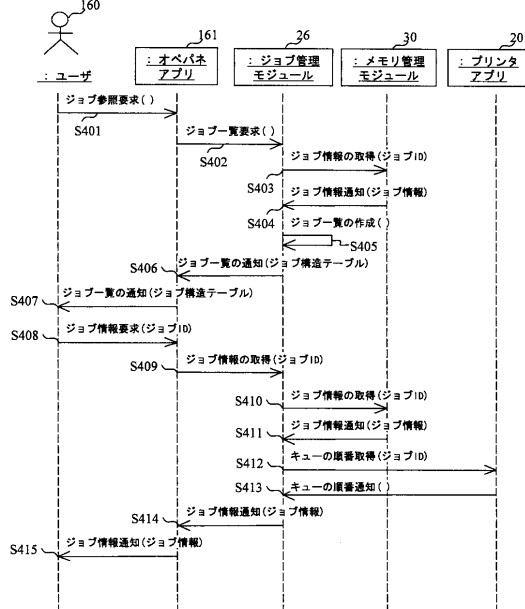 160
161
26
30
20
: ユーザ
: オペパネ
アプリ
: ジョブ管理
モジュール
: メモリ管理
モジュール
: プリンタ
アプリ
ジョブ参照要求( )
S401
ジョブ一覧要求( )
S402
ジョブ情報の取得(ジョブID)
S403
ジョブ情報通知(ジョブ情報)
S404
ジョブ一覧の作成( )
S405
ジョブ一覧の通知(ジョブ構造テーブル)
S406
ジョブ一覧の通知(ジョブ構造テーブル)
S407
ジョブ情報要求(ジョブID)
S408
ジョブ情報の取得(ジョブID)
S409
ジョブ情報の取得(ジョブID)
S410
ジョブ情報通知(ジョブ情報)
S411
キューの順番取得(ジョブID)
S412
キューの順番通知( )
S413
ジョブ情報通知(ジョブ情報)
S414
ジョブ情報通知(ジョブ情報)
S415